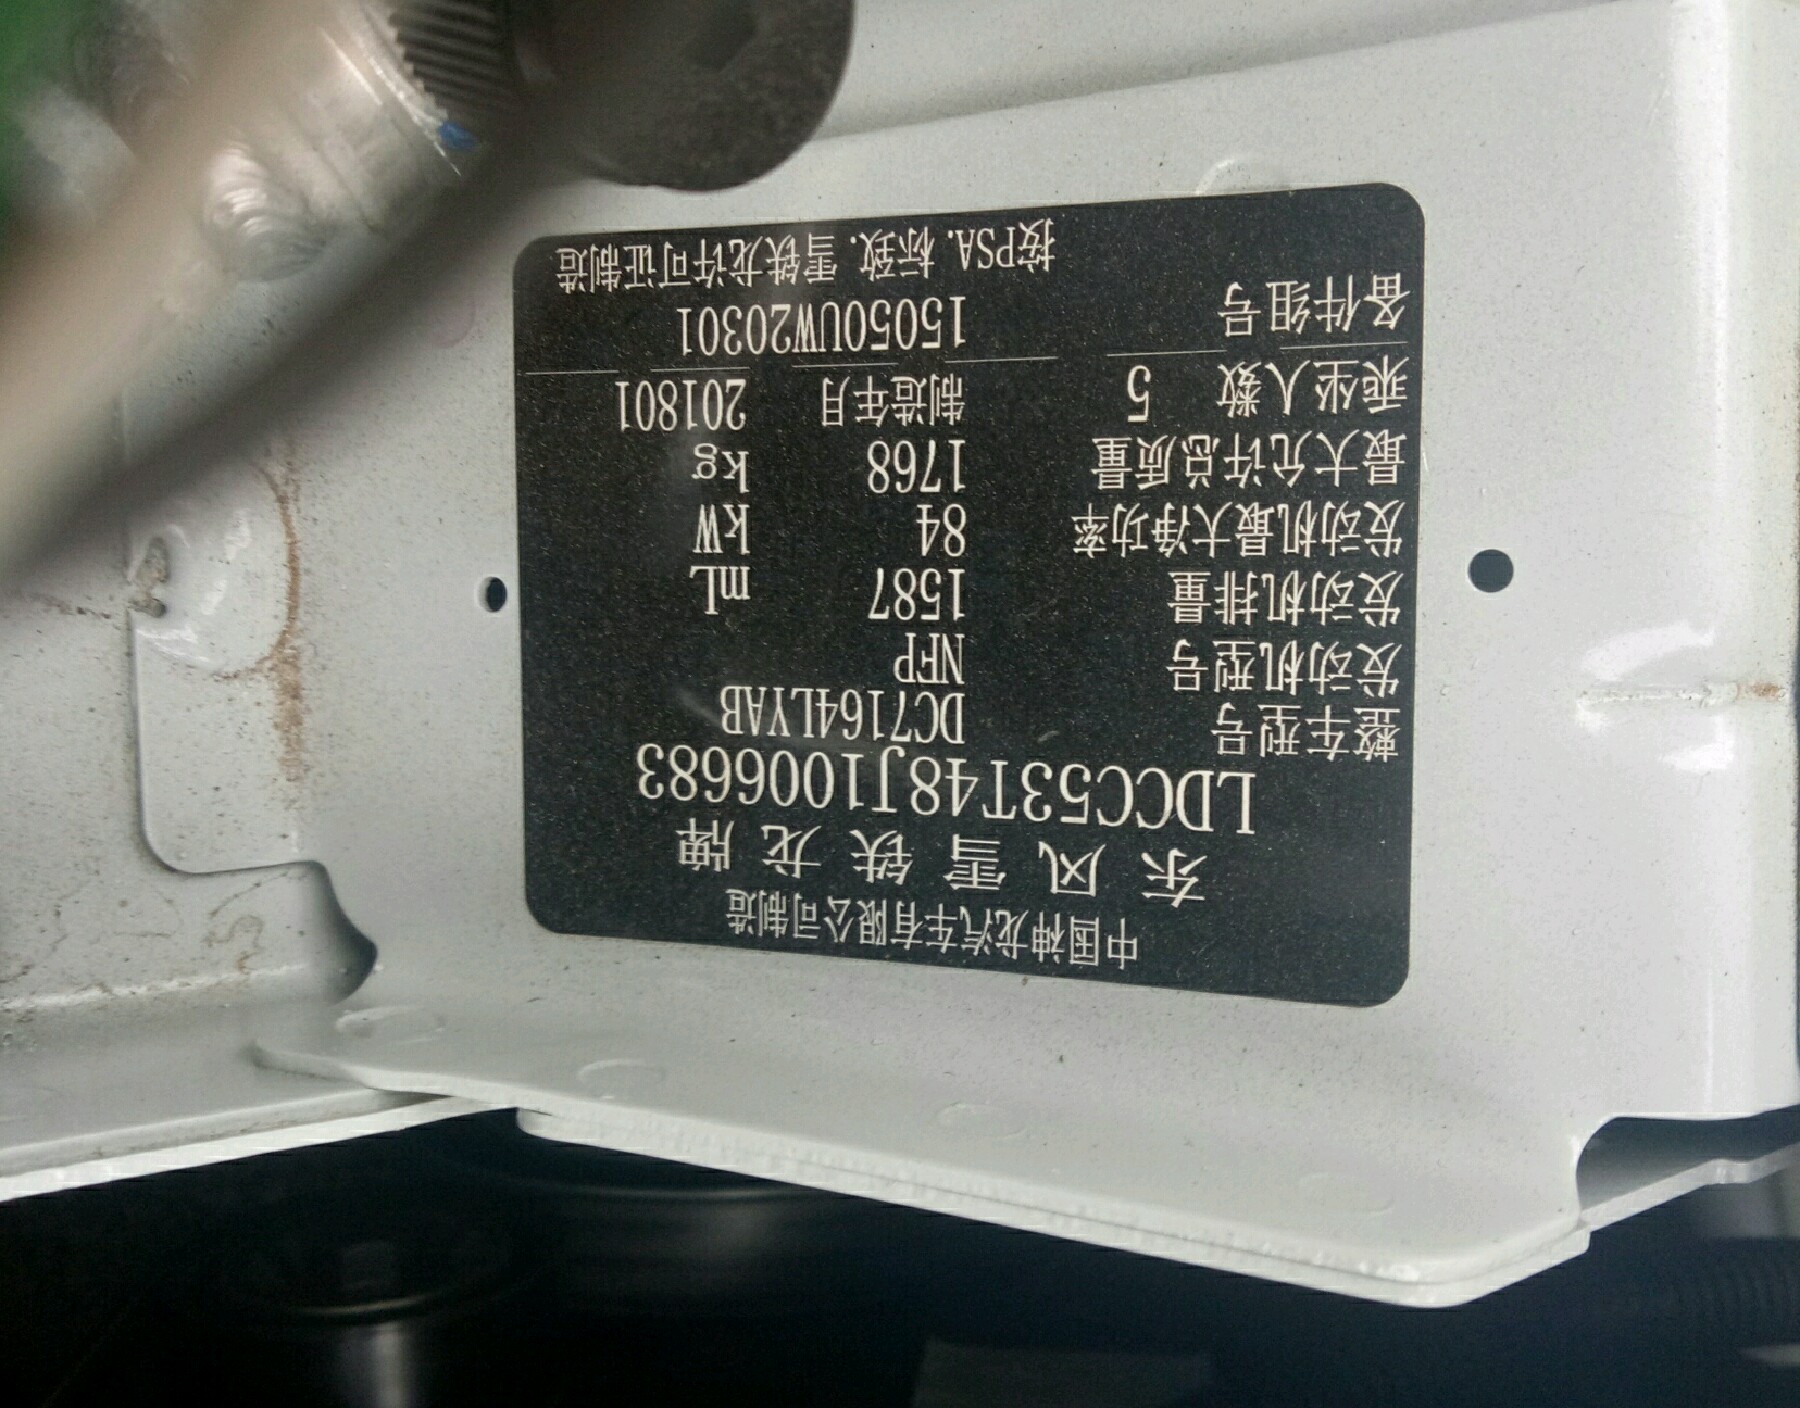 中国神龙汽车有限公司制造
东风雪铁龙牌
LDCC53T48J1006683
整车型号 DC7164LYAB
发动机型号 NFP
发动机排量 1587 mL
发动机最大净功率 84 kW
最大允许总质量 1768 kg
乘坐人数 5 制造年月 201801
备件组号 15050UW20301
按PSA.标致.雪铁龙许可证制造